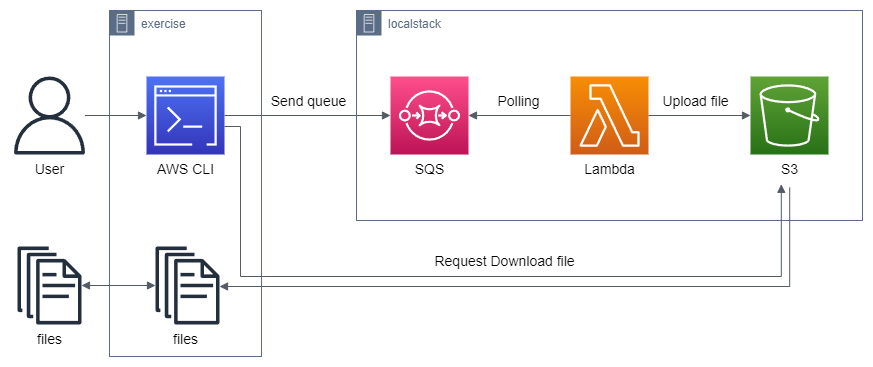 exercise
localstack
Send queue
Polling
Upload file
User
AWS CLI
SQS
Lambda
S3
Request Download file
files
files